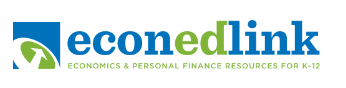 econedlink
ECONOMICS & PERSONAL FINANCE RESOURCES FOR K-12